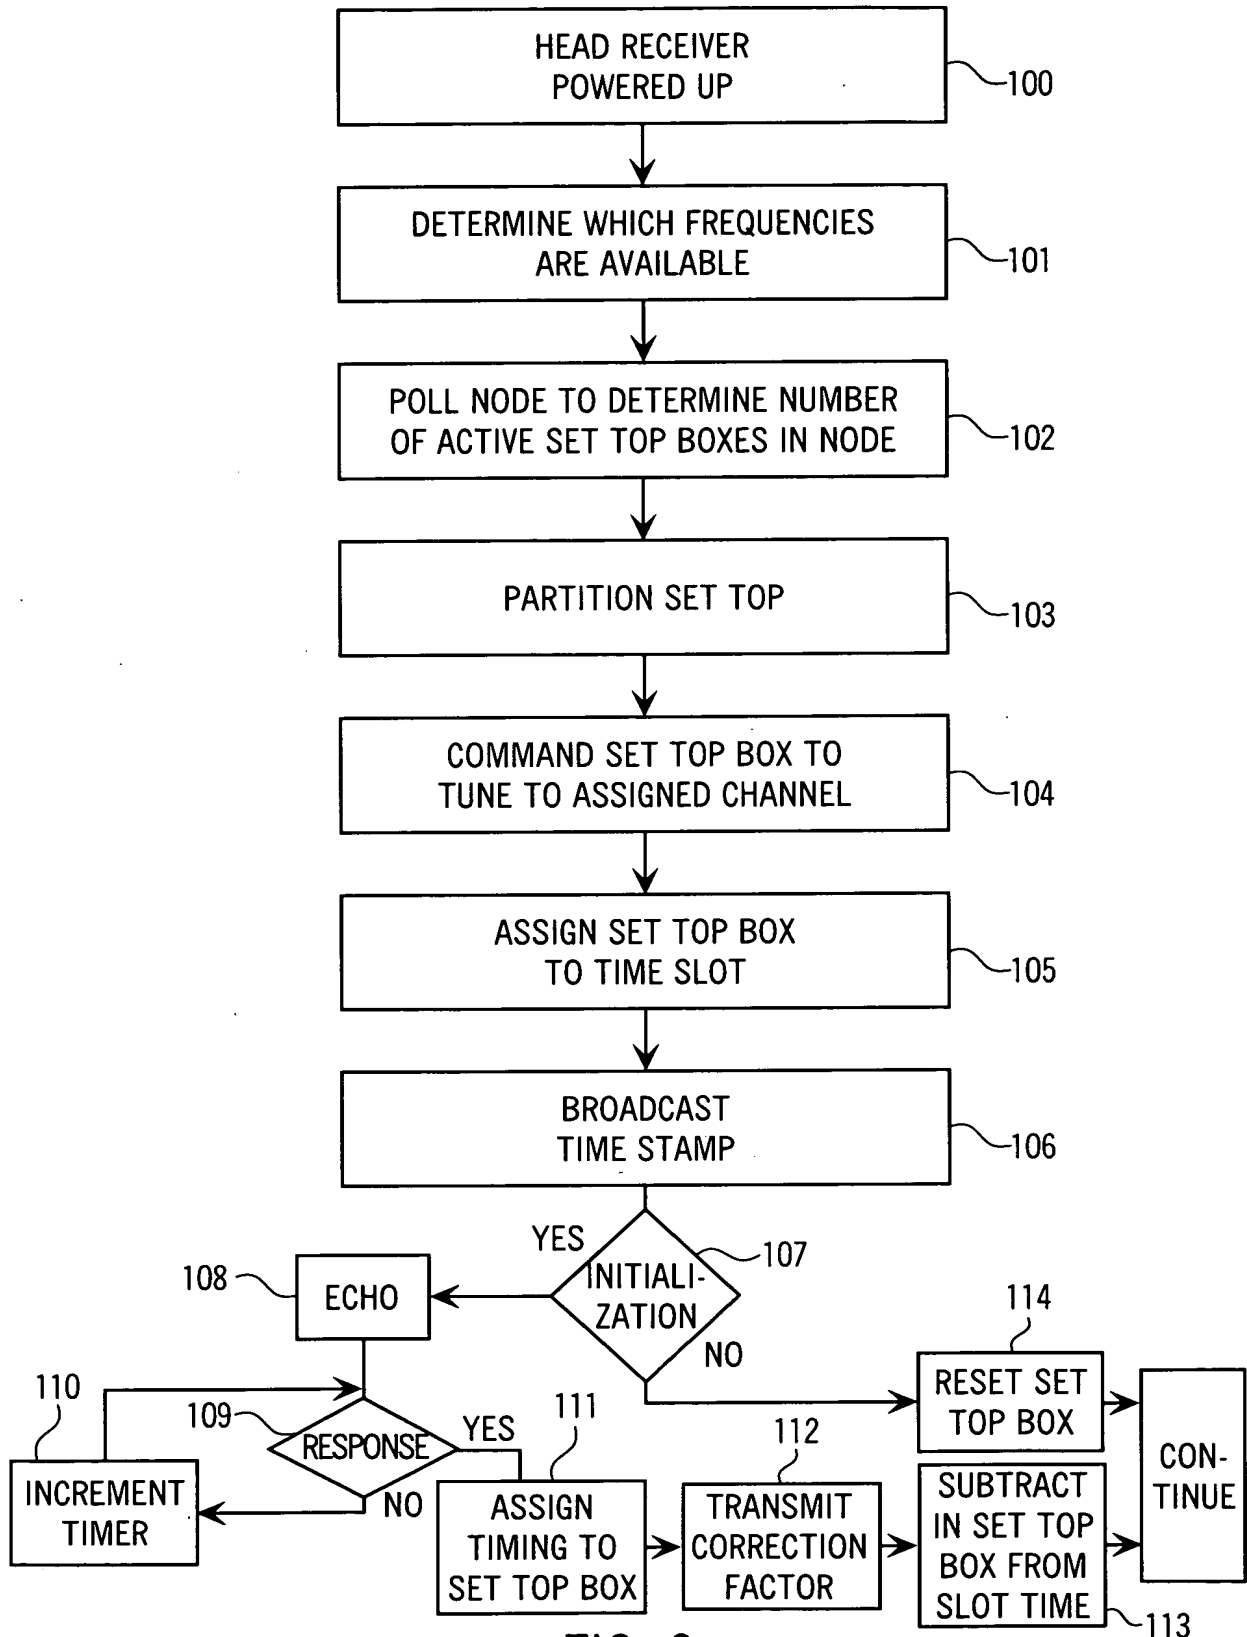 HEAD RECEIVER
POWERED UP
100
DETERMINE WHICH FREQUENCIES
ARE AVAILABLE
101
POLL NODE TO DETERMINE NUMBER
OF ACTIVE SET TOP BOXES IN NODE
102
PARTITION SET TOP
103
COMMAND SET TOP BOX TO
TUNE TO ASSIGNED CHANNEL
104
ASSIGN SET TOP BOX
TO TIME SLOT
105
BROADCAST
TIME STAMP
106
YES
107
INITIALI-
ZATION
NO
108
ECHO
114
RESET SET
TOP BOX
110
INCREMENT
TIMER
109
RESPONSE
YES
NO
111
ASSIGN
TIMING TO
SET TOP BOX
112
TRANSMIT
CORRECTION
FACTOR
SUBTRACT
IN SET TOP
BOX FROM
SLOT TIME
113
CON-
TINUE